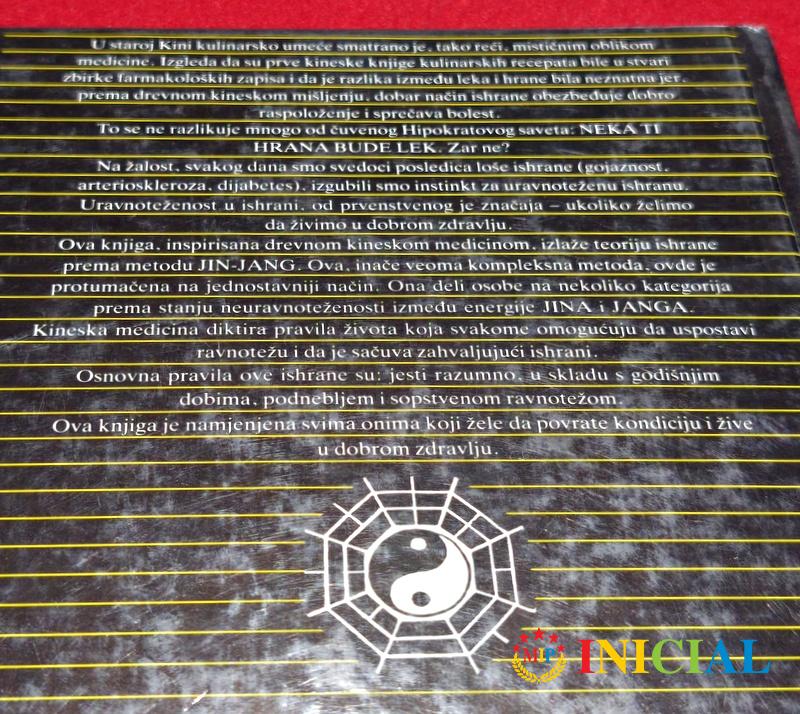 U staroj Kini kulinarsko umeće smatrano je, tako reći, mističnim oblikom
medicine. Izgleda da su prve kineske knjige kulinarskih recepata bile u stvari
zbirke farmakoloških zapisa i da je razlika između leka i hrane bila neznatna jer,
prema drevnom kineskom mišljenju, dobar način ishrane obezbeđuje dobro
raspoloženje i sprečava bolest.
To se ne razlikuje mnogo od čuvenog Hipokratovog saveta: NEKA TI
HRANA BUDE LEK. Zar ne?
Na žalost, svakog dana smo svedoci posledica loše ishrane (gojaznost,
arterioskleroza, dijabetes), izgubili smo instinkt za uravnoteženu ishranu.
Uravnoteženost u ishrani, od prvenstvenog je značaja – ukoliko želimo
da živimo u dobrom zdravlju.
Ova knjiga, inspirisana drevnom kineskom medicinom, izlaže teoriju ishrane
prema metodu JIN-JANG. Ova, inače veoma kompleksna metoda, ovde je
protumačena na jednostavniji način. Ona deli osobe na nekoliko kategorija
prema stanju neuravnoteženosti između energije JINA i JANGA.
Kineska medicina diktira pravila života koja svakome omogućuju da uspostavi
ravnotežu i da je sačuva zahvaljujući ishrani.
Osnovna pravila ove ishrane su: jesti razumno, u skladu s godišnjim
dobima, podnebljem i sopstvenom ravnotežom.
Ova knjiga je namjenjena svima onima koji žele da povrate kondiciju i žive
u dobrom zdravlju.
MP INICIAL